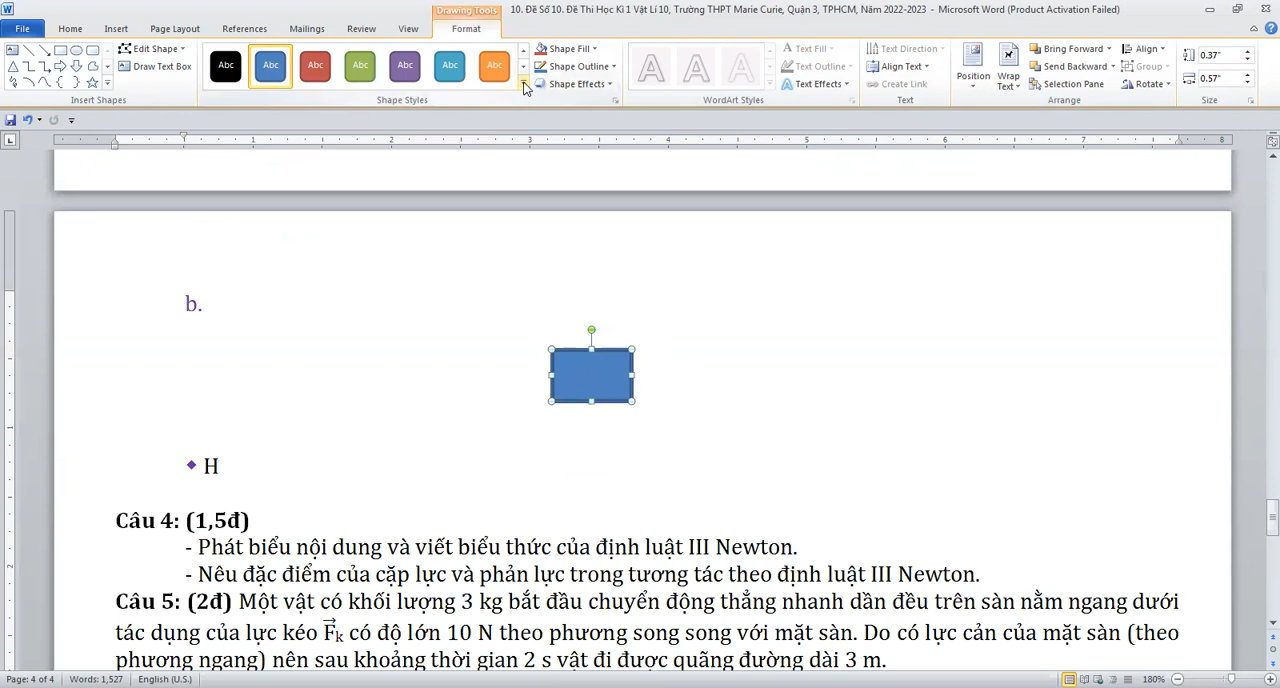 Drawing Tools
10. Đề Số 10. Đề Thi Học Kì 1 Vật Lí 10, Trường THPT Marie Curie, Quận 3, TPHCM, Năm 2022-2023 - Microsoft Word (Product Activation Failed)
File Home Insert Page Layout References Mailings Review View Format
Edit Shape
Draw Text Box
Insert Shapes
Abc Abc Abc Abc Abc Abc Abc
Shape Styles
Shape Fill
Shape Outline
Shape Effects
WordArt Styles
Text Fill
Text Outline
Text Effects
Text Direction
Align Text
Create Link
Text
Position
Wrap Text
Bring Forward
Send Backward
Selection Pane
Align
Group
Rotate
Arrange
0.37"
0.57"
Size
1 2 3 4 5 6 7 8
b.
H
Câu 4: (1,5đ)
- Phát biểu nội dung và viết biểu thức của định luật III Newton.
- Nêu đặc điểm của cặp lực và phản lực trong tương tác theo định luật III Newton.
Câu 5: (2đ) Một vật có khối lượng 3 kg bắt đầu chuyển động thẳng nhanh dần đều trên sàn nằm ngang dưới
tác dụng của lực kéo F⃗k có độ lớn 10 N theo phương song song với mặt sàn. Do có lực cản của mặt sàn (theo
phương ngang) nên sau khoảng thời gian 2 s vật đi được quãng đường dài 3 m.
Page: 4 of 4 Words: 1,527 English (U.S.) 180%